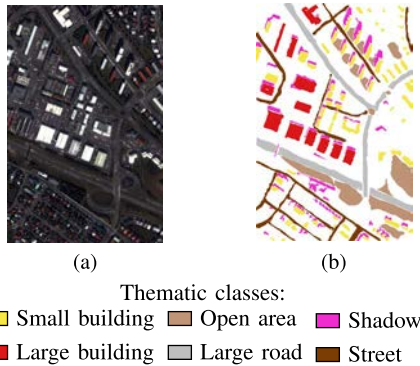 (a) (b)
Thematic classes:
Small building Open area Shadow
Large building Large road Street